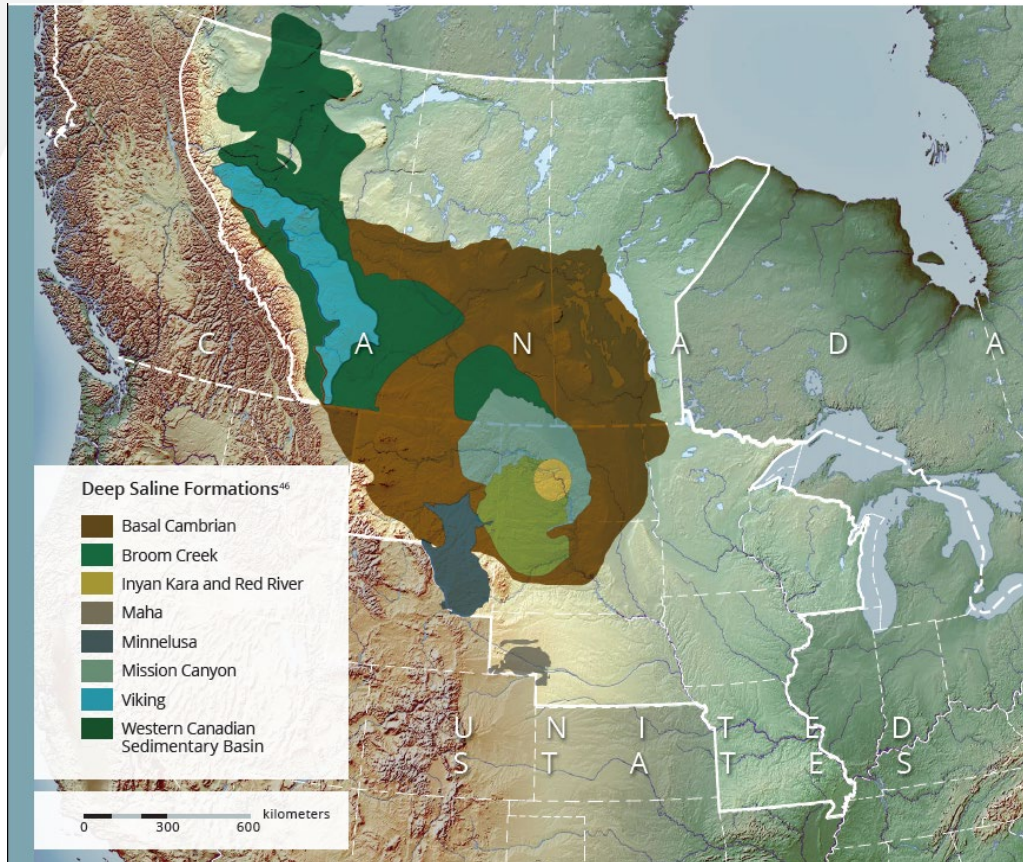 C A N A D A
Deep Saline Formations⁴⁶
Basal Cambrian
Broom Creek
Inyan Kara and Red River
Maha
Minnelusa
Mission Canyon
Viking
Western Canadian
Sedimentary Basin
U N I T E D
S T A T E S
kilometers
0 300 600